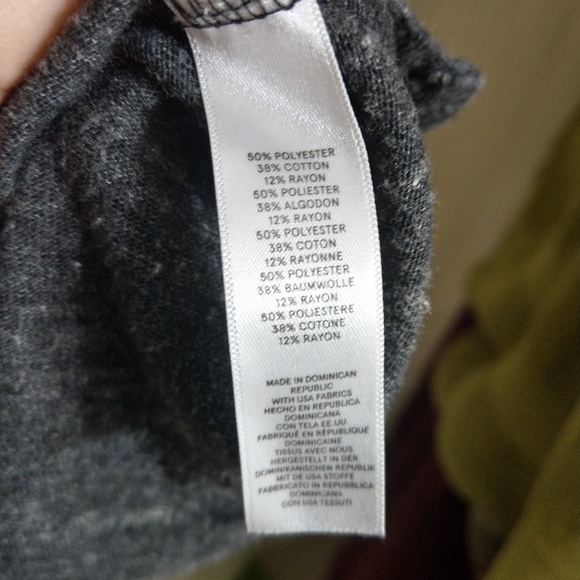 50% POLYESTER
38% COTTON
12% RAYON
50% POLIESTER
38% ALGODON
12% RAYON
50% POLYESTER
38% COTON
12% RAYONNE
50% POLYESTER
38% BAUMWOLLE
12% RAYON
50% POLIESTERE
38% COTONE
12% RAYON
MADE IN DOMINICAN
REPUBLIC
WITH USA FABRICS
HECHO EN REPUBLICA
DOMINICANA
CON TELA EE.UU.
FABRIQUÉ EN RÉPUBLIQUE
DOMINICAINE
TISSUS AVEC NOUS
HERGESTELLT IN DER
DOMINIKANISCHEN REPUBLIK
MIT DE USA STOFFE
FABBRICATO IN REPUBBLICA
DOMINICANA
CON USA TESSUTI